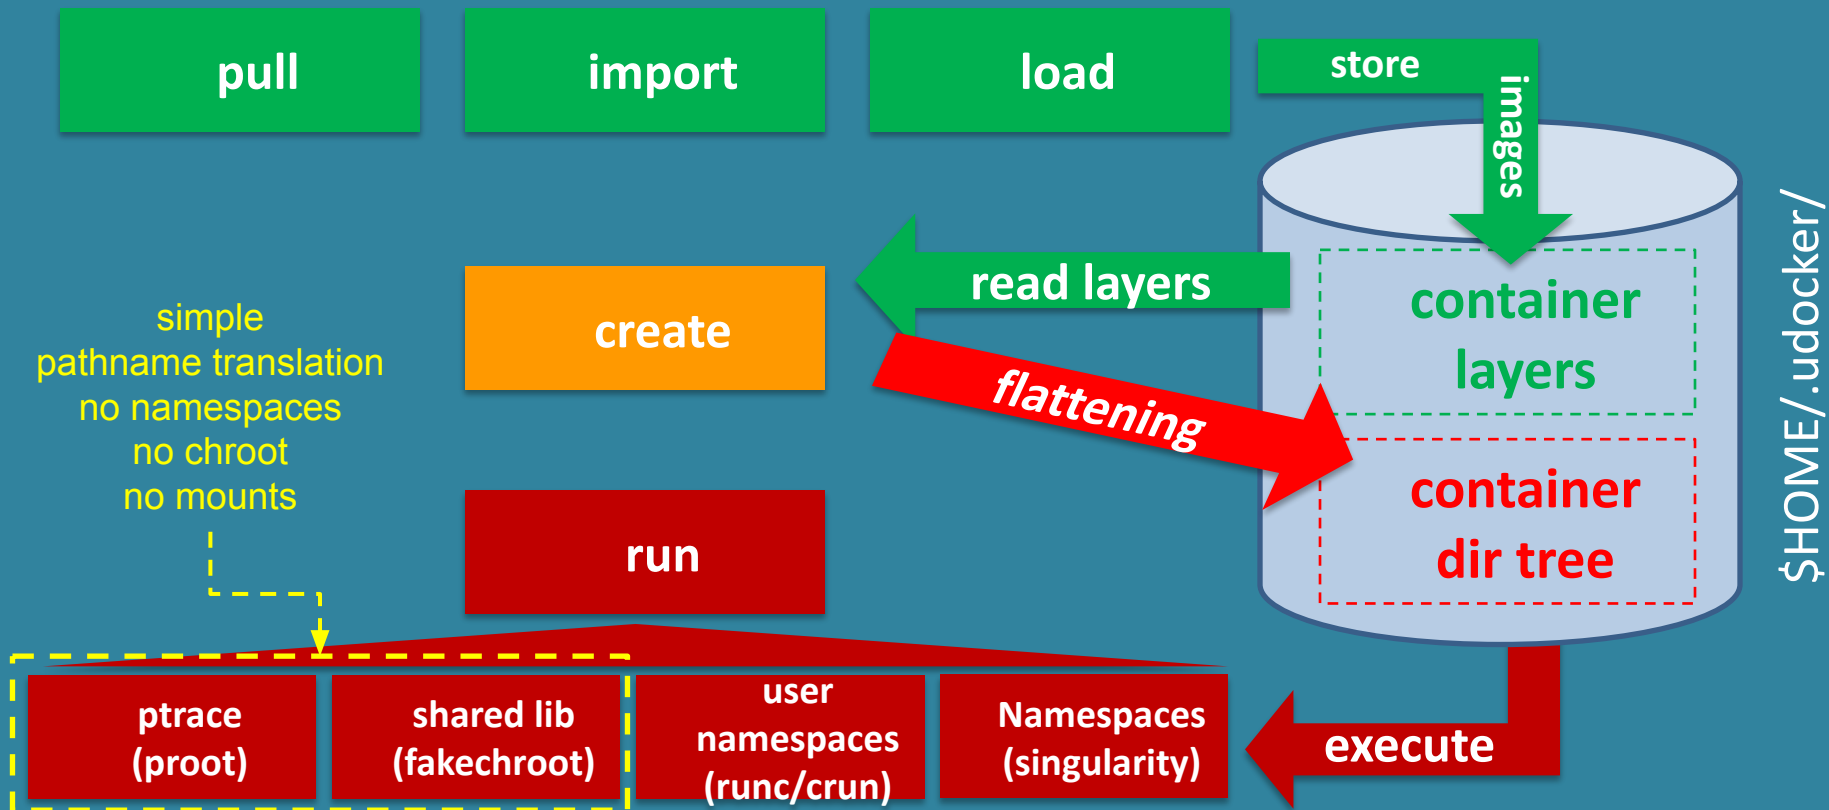 pull
import
load
store
images
read layers
container
layers
create
flattening
simple
pathname translation
no namespaces
no chroot
no mounts
container
dir tree
$HOME/.udocker/
run
ptrace
(proot)
shared lib
(fakechroot)
user
namespaces
(runc/crun)
Namespaces
(singularity)
execute